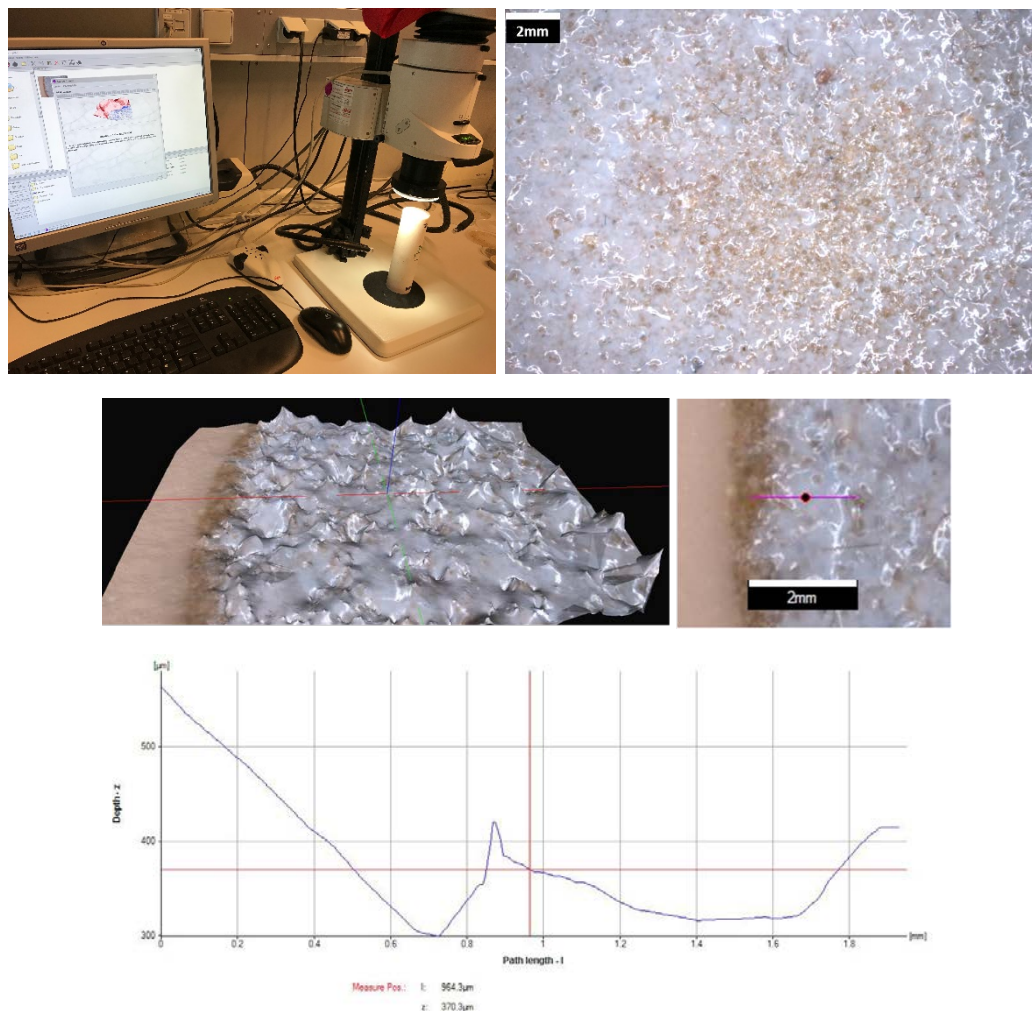 2mm
2mm
[µm]
500
400
300
Depth - z
0 0.2 0.4 0.6 0.8 1 1.2 1.4 1.6 1.8 [mm]
Path length - l
Measure Pos.: l: 964.3µm
z: 370.3µm